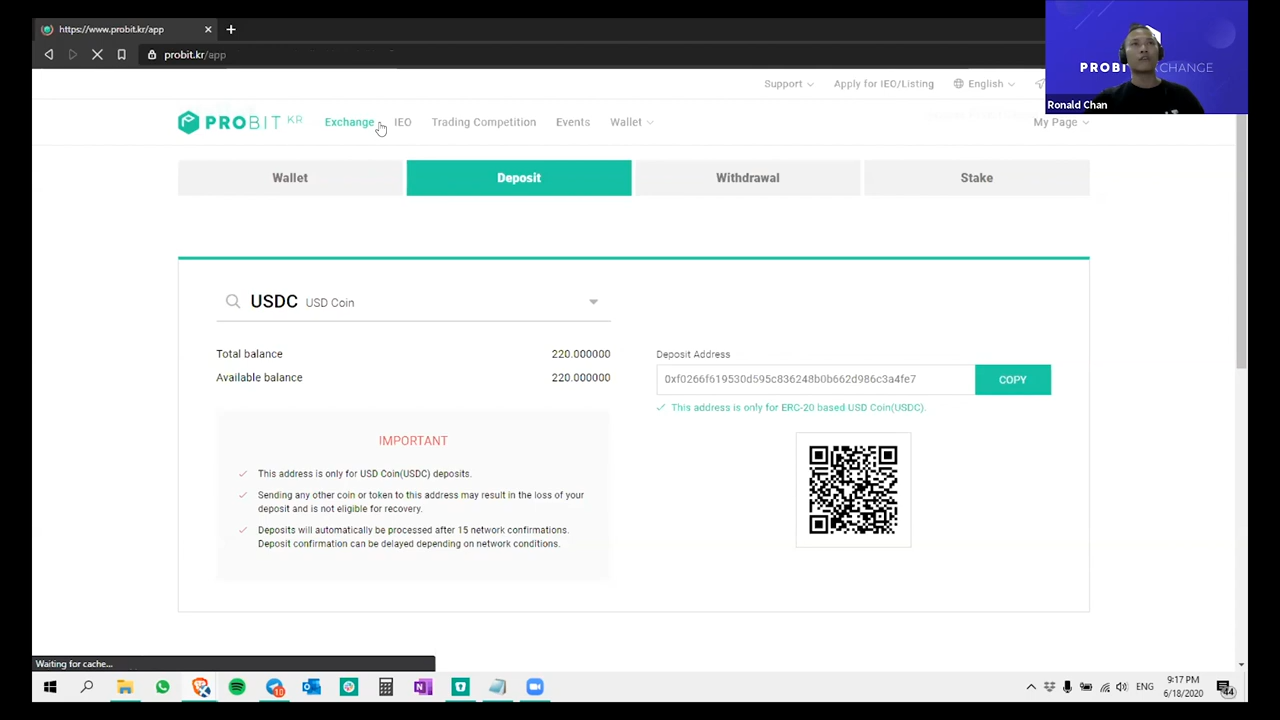 https://www.probit.kr/app
probit.kr/app
PROBIT EXCHANGE
Ronald Chan
Support
Apply for IEO/Listing
English
PROBIT KR
Exchange
IEO
Trading Competition
Events
Wallet
My Page
Wallet
Deposit
Withdrawal
Stake
USDC USD Coin
Total balance 220.000000
Available balance 220.000000
Deposit Address
0xf0266f619530d595c836248b0b662d986c3a4fe7
COPY
This address is only for ERC-20 based USD Coin(USDC).
IMPORTANT
This address is only for USD Coin(USDC) deposits.
Sending any other coin or token to this address may result in the loss of your
deposit and is not eligible for recovery.
Deposits will automatically be processed after 15 network confirmations.
Deposit confirmation can be delayed depending on network conditions.
Waiting for cache...
ENG
9:17 PM
6/18/2020
44